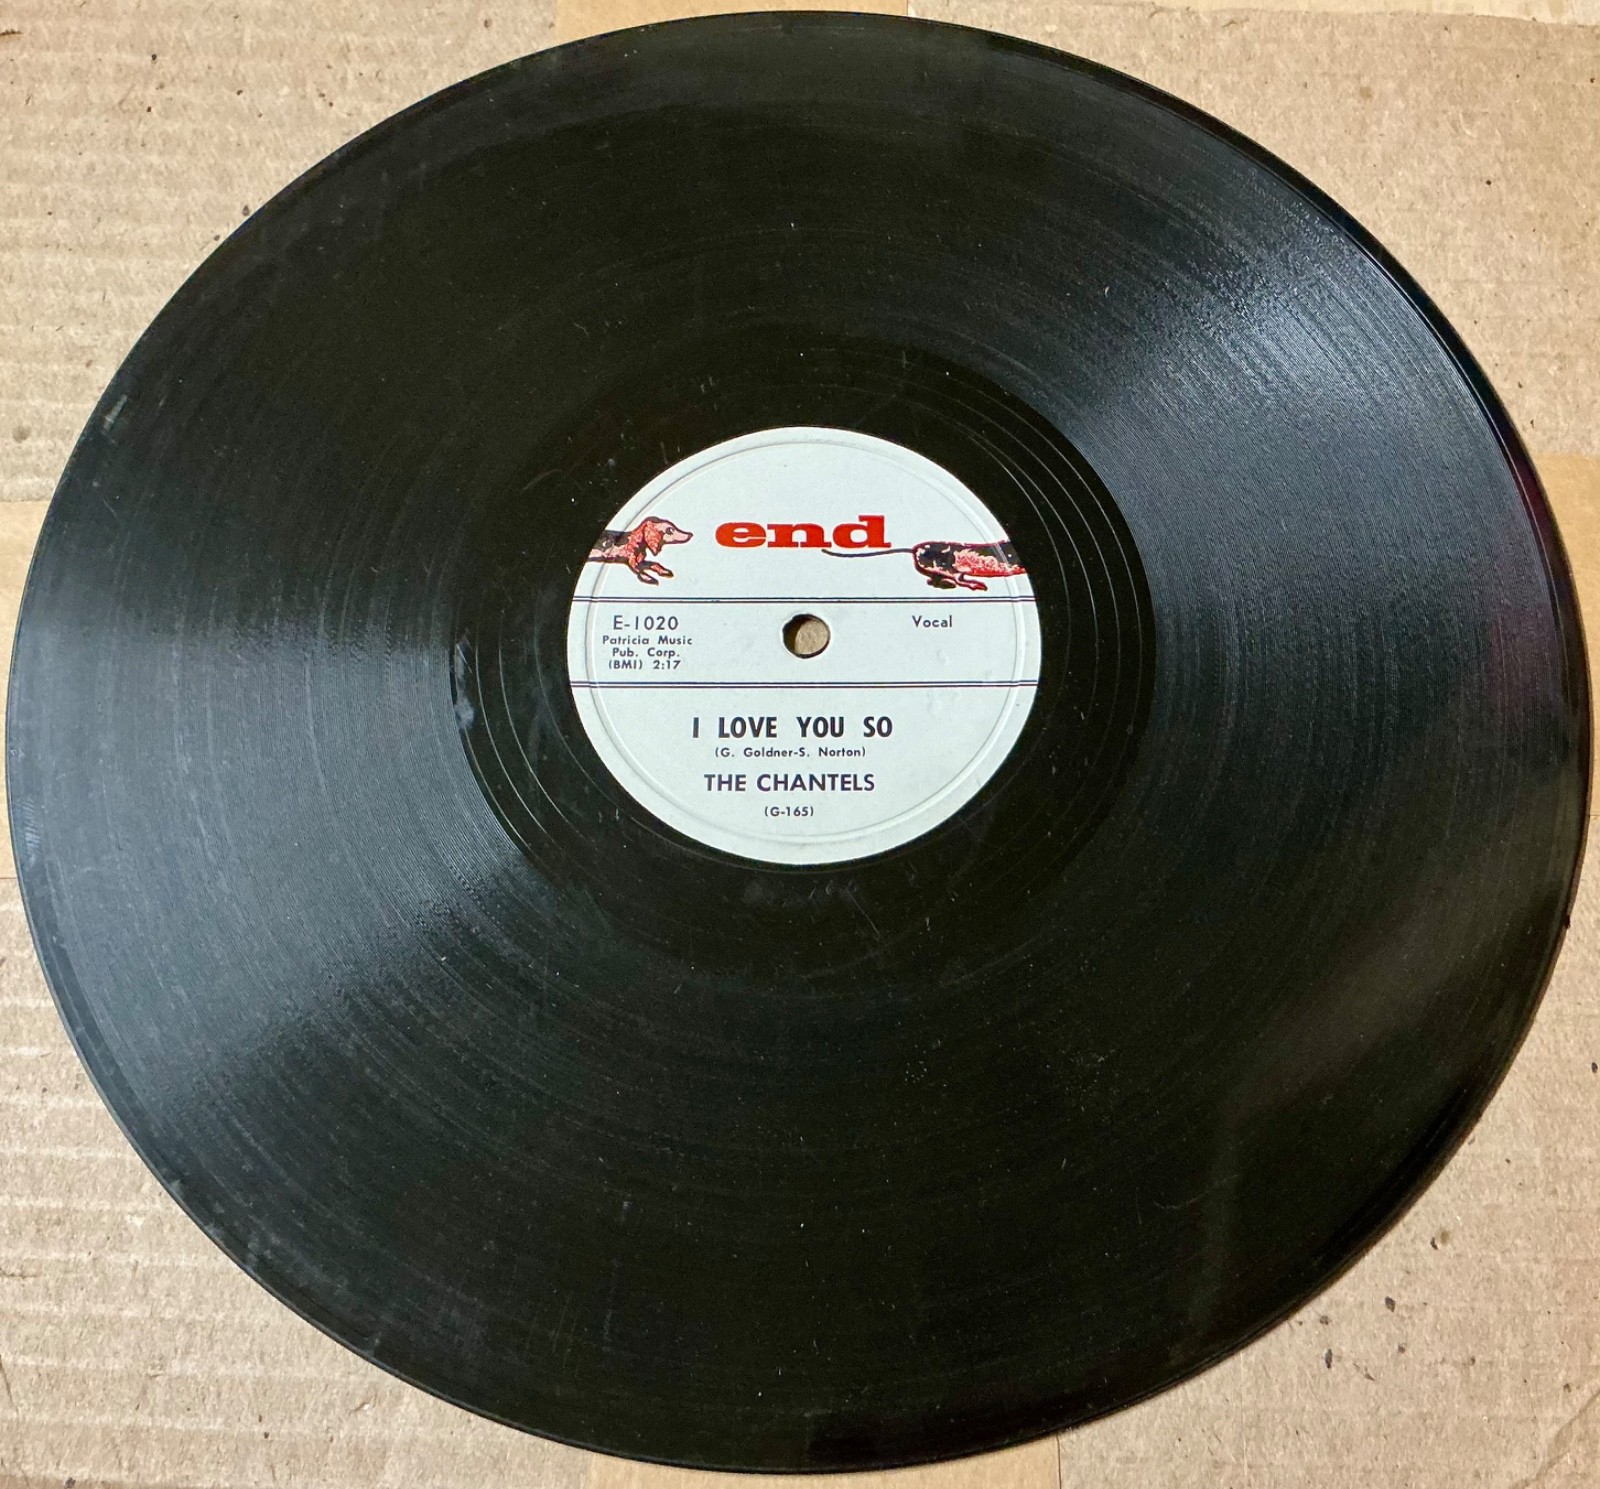 end
E-1020
Patricia Music
Pub. Corp.
(BMI) 2:17
Vocal
I LOVE YOU SO
(G. Goldner-S. Norton)
THE CHANTELS
(G-165)